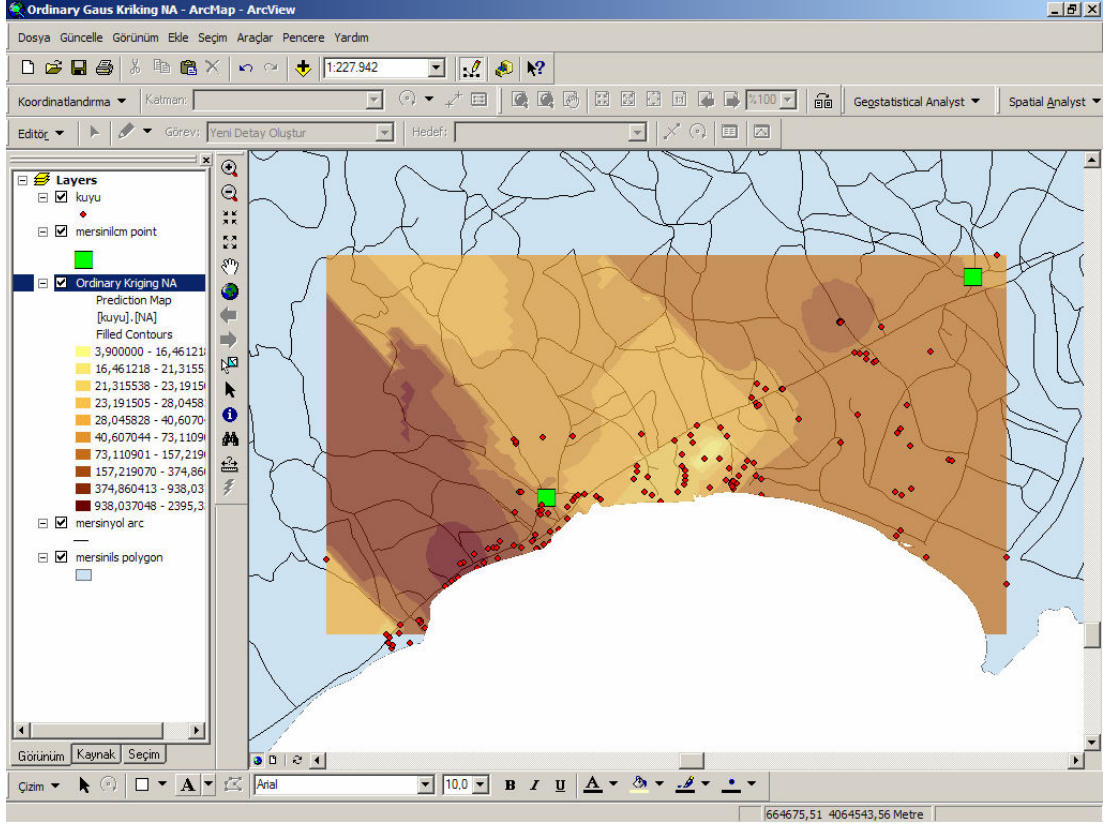 Ordinary Gaus Kriking NA - ArcMap - ArcView
Dosya Güncelle Görünüm Ekle Seçim Araçlar Pencere Yardım
1:227.942
Koordinatlandırma Katman: %100 Geostatistical Analyst Spatial Analyst
Editör Görev: Yeni Detay Oluştur Hedef:
Layers
kuyu
mersinilcm point
Ordinary Kriging NA
Prediction Map
[kuyu].[NA]
Filled Contours
3,900000 - 16,46121
16,461218 - 21,3155
21,315538 - 23,1915
23,191505 - 28,0458
28,045828 - 40,6070
40,607044 - 73,1109
73,110901 - 157,219
157,219070 - 374,86
374,860413 - 938,03
938,037048 - 2395,3
mersinyol arc
mersinils polygon
Görünüm Kaynak Seçim
Çizim A Arial 10,0 B I U A
664675,51 4064543,56 Metre